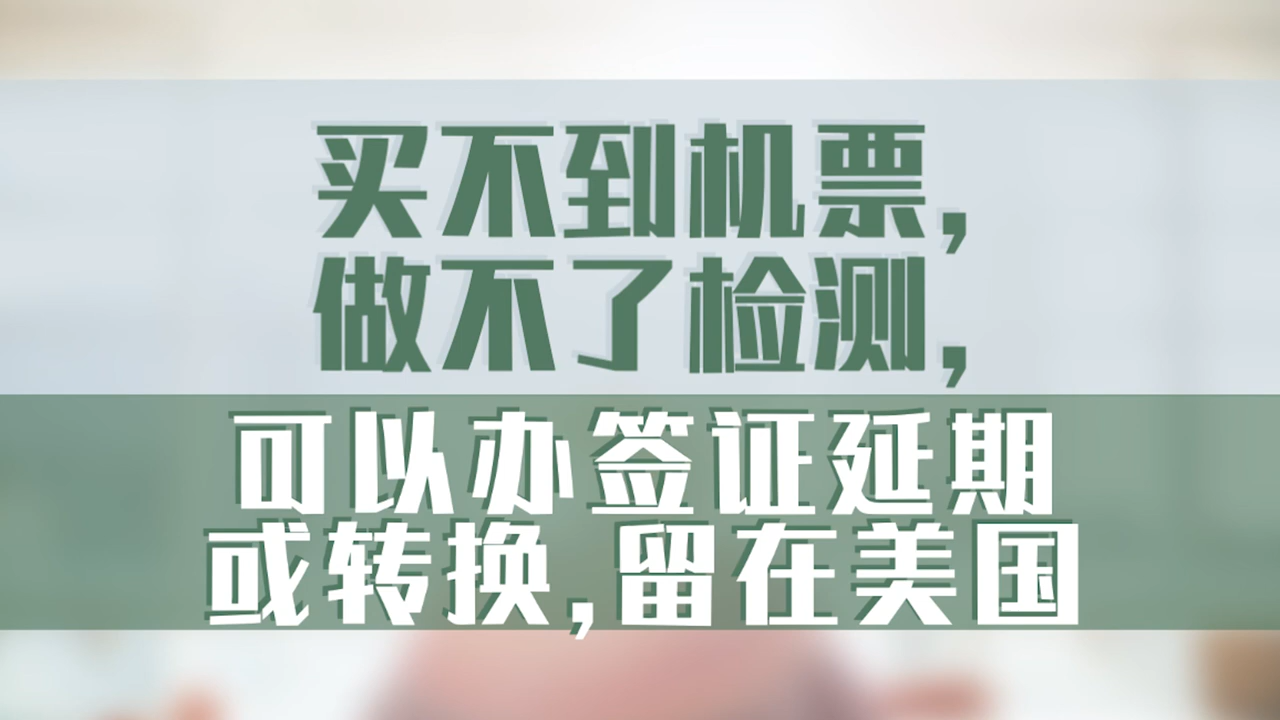 买不到机票,
做不了检测,
可以办签证延期
或转换,留在美国